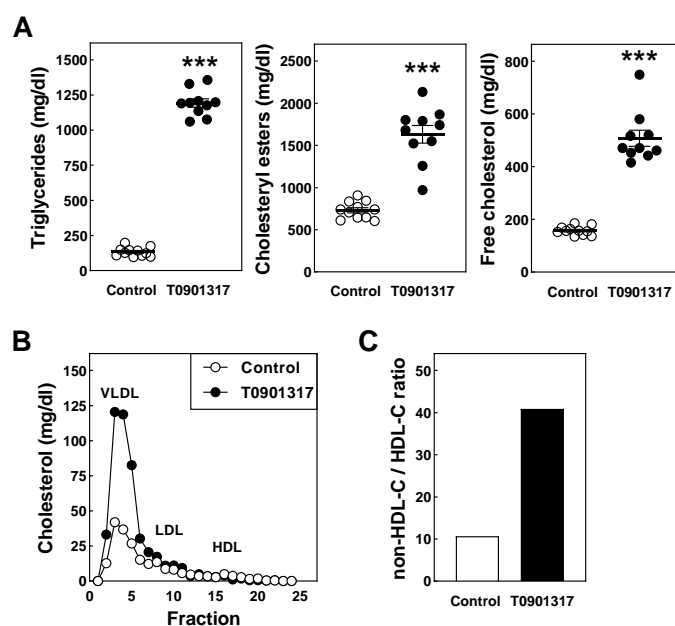 A
Triglycerides (mg/dl)
1500
1250
1000
750
500
250
0
***
Control T0901317
Cholesteryl esters (mg/dl)
2500
2000
1500
1000
500
0
***
Control T0901317
Free cholesterol (mg/dl)
800
600
400
200
0
***
Control T0901317
B
Cholesterol (mg/dl)
150
125
100
75
50
25
0
Control
T0901317
VLDL
LDL
HDL
0 5 10 15 20 25
Fraction
C
non-HDL-C / HDL-C ratio
50
40
30
20
10
0
Control T0901317